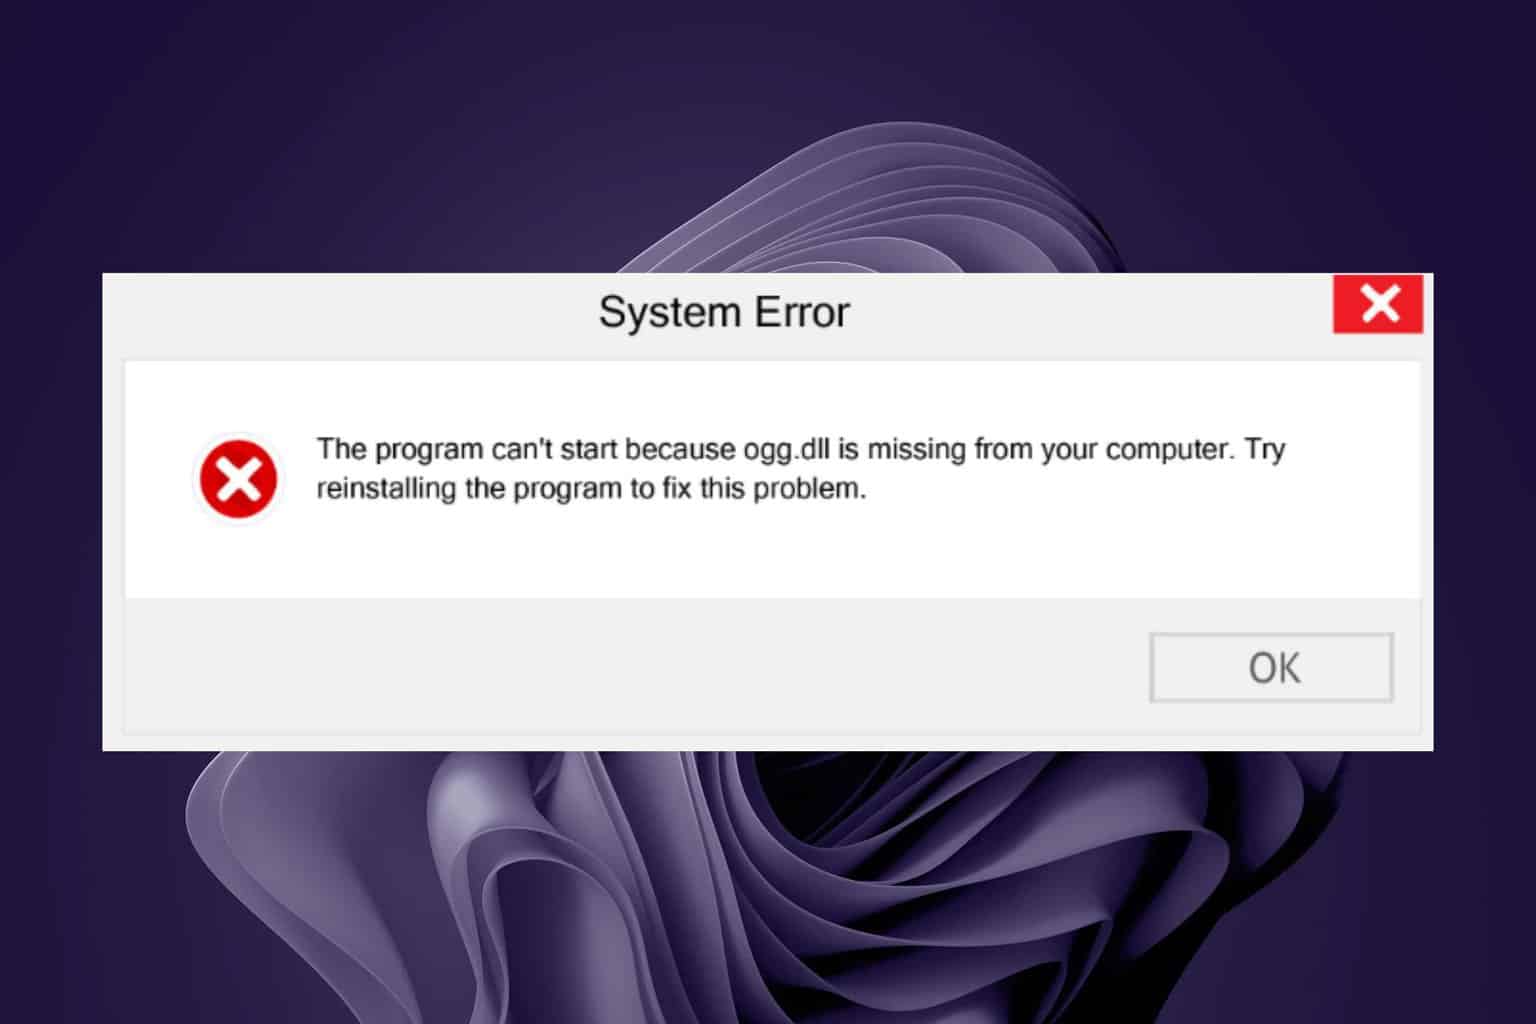 System Error
The program can't start because ogg.dll is missing from your computer. Try
reinstalling the program to fix this problem.
OK